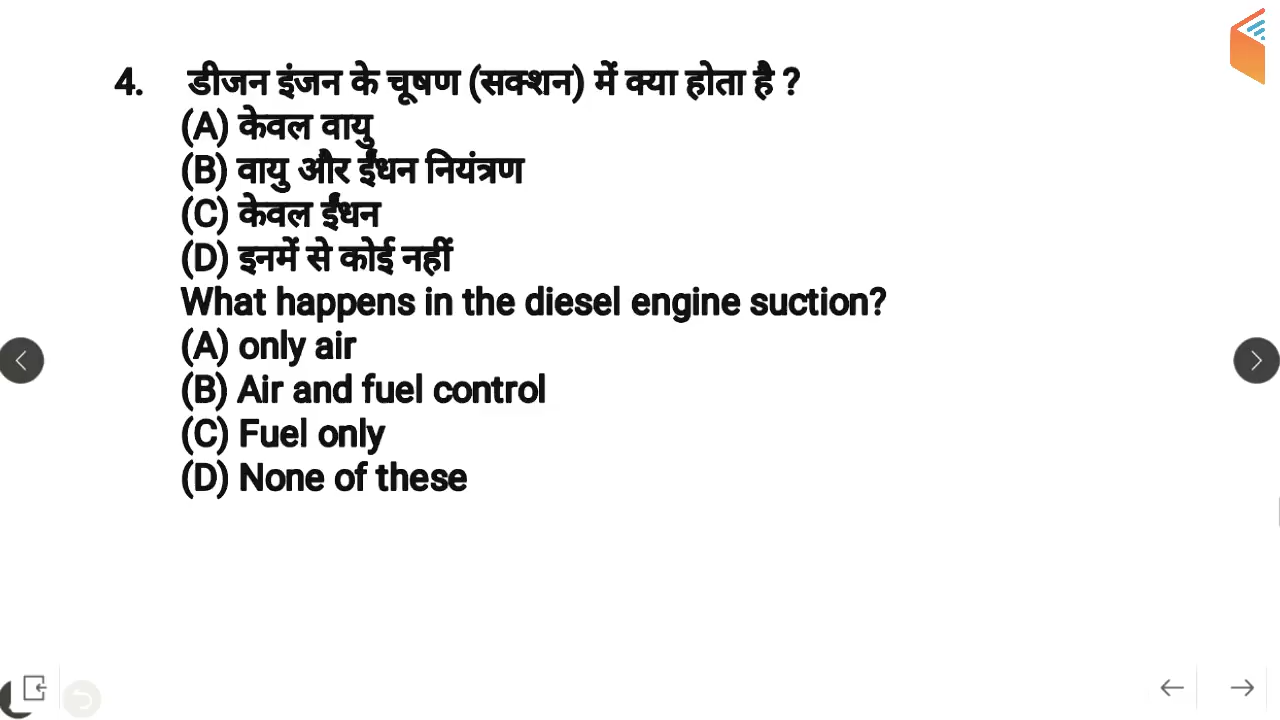 4. डीजन इंजन के चूषण (सक्शन) में क्या होता है ?
(A) केवल वायु
(B) वायु और ईंधन नियंत्रण
(C) केवल ईंधन
(D) इनमें से कोई नहीं
What happens in the diesel engine suction?
(A) only air
(B) Air and fuel control
(C) Fuel only
(D) None of these